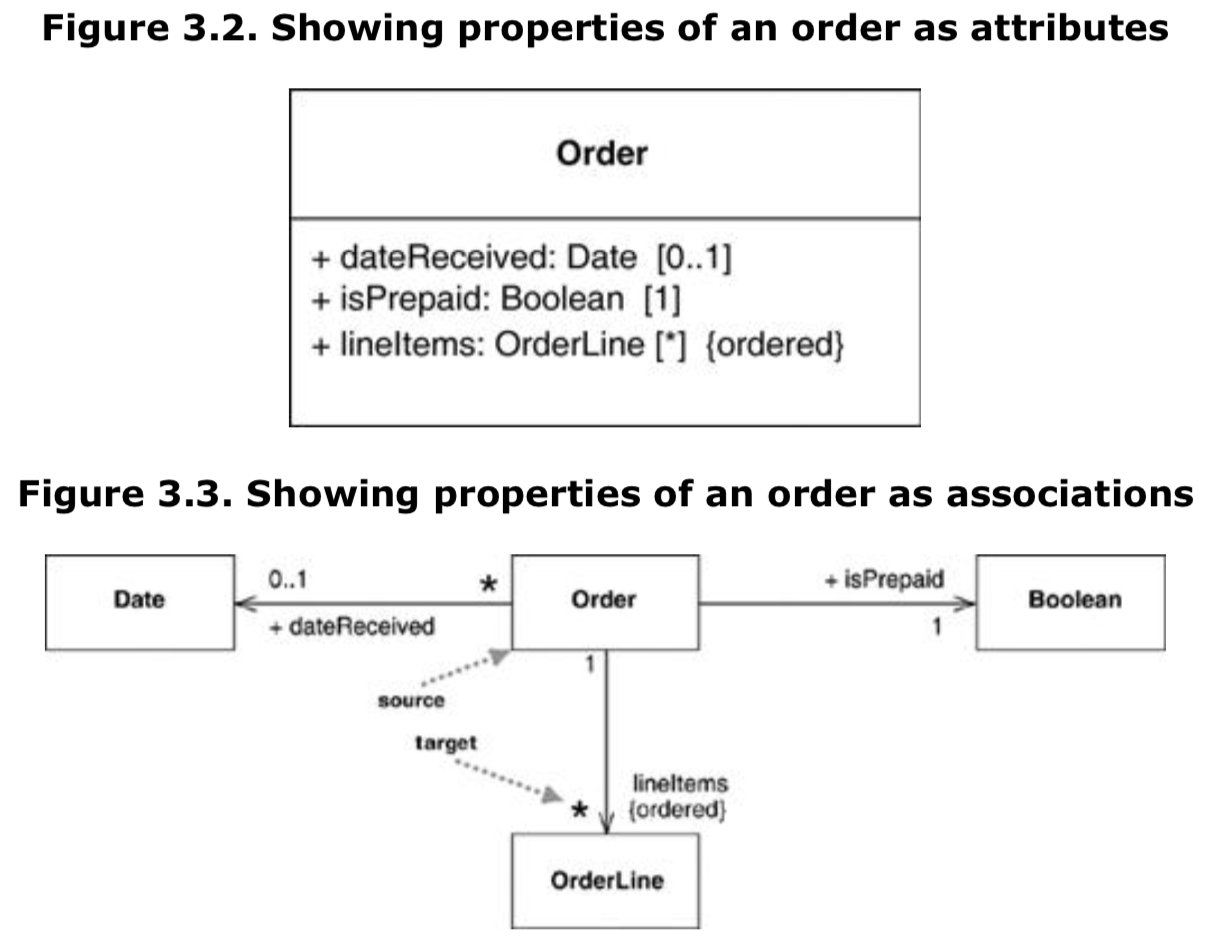 Figure 3.2. Showing properties of an order as attributes
Order
+ dateReceived: Date [0..1]
+ isPrepaid: Boolean [1]
+ lineItems: OrderLine [*] {ordered}
Figure 3.3. Showing properties of an order as associations
Date
0..1
*
+ dateReceived
Order
+ isPrepaid
1
Boolean
1
source
target
lineItems
{ordered}
*
OrderLine